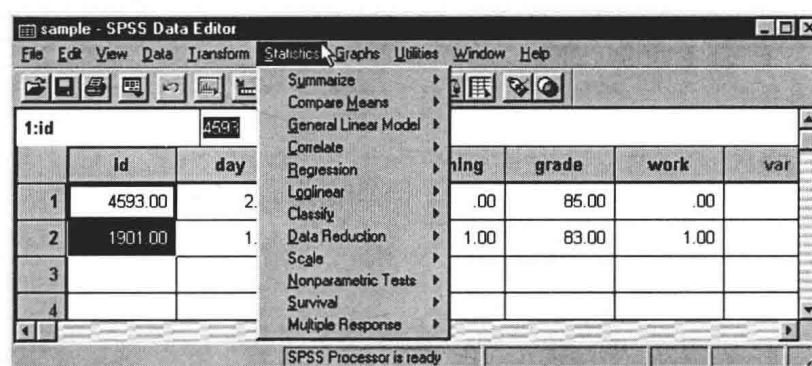 sample - SPSS Data Editor
File Edit View Data Transform Statistics Graphs Utilities Window Help
1:id 4593
id day ning grade work var
1 4593.00 2. .00 85.00 .00
2 1901.00 1. 1.00 83.00 1.00
3
4
Summarize
Compare Means
General Linear Model
Correlate
Regression
Loglinear
Classify
Data Reduction
Scale
Nonparametric Tests
Survival
Multiple Response
SPSS Processor is ready